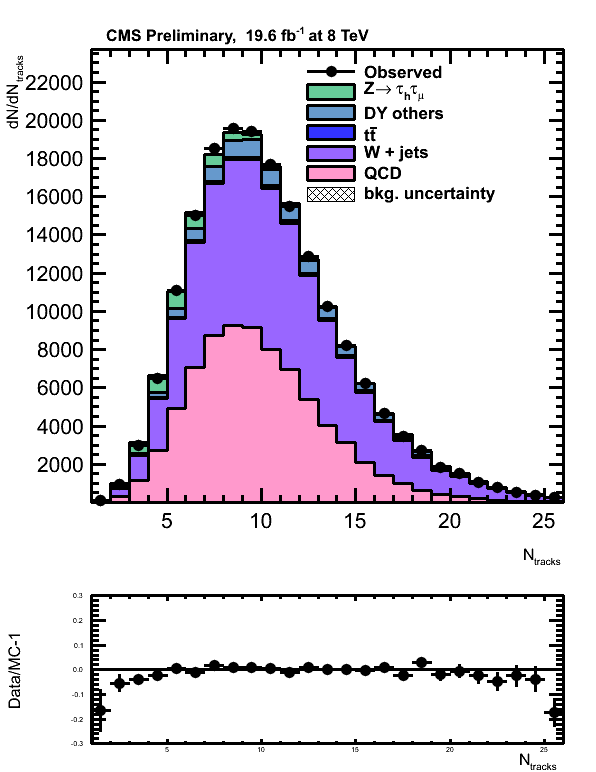 CMS Preliminary, 19.6 fb⁻¹ at 8 TeV
dN/dN_tracks
22000
20000
18000
16000
14000
12000
10000
8000
6000
4000
2000
Observed
Z→ τ_h τ_μ
DY others
tt̄
W + jets
QCD
bkg. uncertainty
5 10 15 20 25
N_tracks
Data/MC-1
0.3
0.2
0.1
0.0
-0.1
-0.2
-0.3
5 10 15 20 25
N_tracks